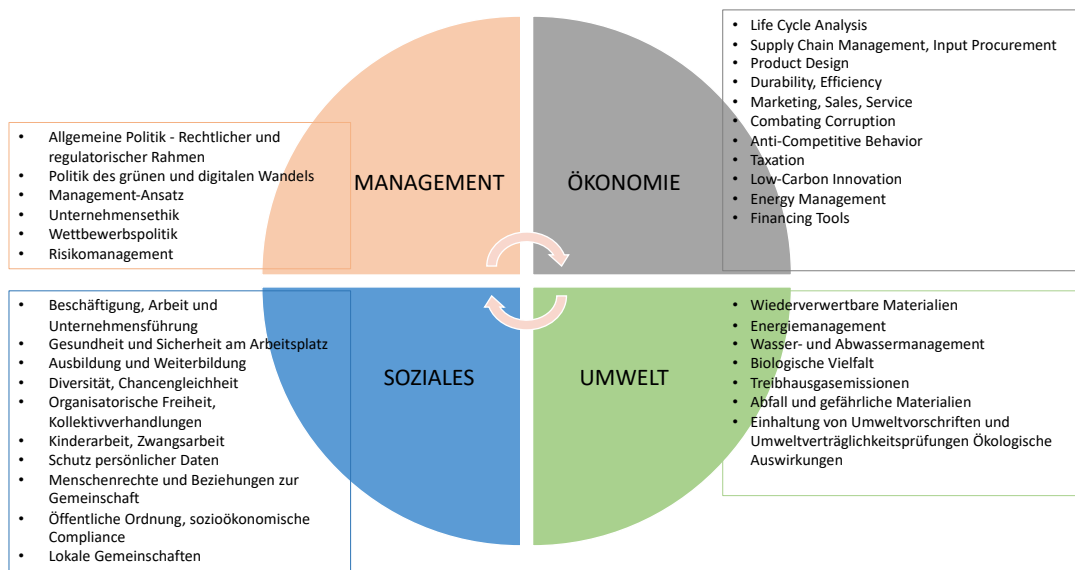 MANAGEMENT
• Allgemeine Politik - Rechtlicher und
regulatorischer Rahmen
• Politik des grünen und digitalen Wandels
• Management-Ansatz
• Unternehmensethik
• Wettbewerbspolitik
• Risikomanagement
ÖKONOMIE
• Life Cycle Analysis
• Supply Chain Management, Input Procurement
• Product Design
• Durability, Efficiency
• Marketing, Sales, Service
• Combating Corruption
• Anti-Competitive Behavior
• Taxation
• Low-Carbon Innovation
• Energy Management
• Financing Tools
SOZIALES
• Beschäftigung, Arbeit und
Unternehmensführung
• Gesundheit und Sicherheit am Arbeitsplatz
• Ausbildung und Weiterbildung
• Diversität, Chancengleichheit
• Organisatorische Freiheit,
Kollektivverhandlungen
• Kinderarbeit, Zwangsarbeit
• Schutz persönlicher Daten
• Menschenrechte und Beziehungen zur
Gemeinschaft
• Öffentliche Ordnung, sozioökonomische
Compliance
• Lokale Gemeinschaften
UMWELT
• Wiederverwertbare Materialien
• Energiemanagement
• Wasser- und Abwassermanagement
• Biologische Vielfalt
• Treibhausgasemissionen
• Abfall und gefährliche Materialien
• Einhaltung von Umweltvorschriften und
Umweltverträglichkeitsprüfungen Ökologische
Auswirkungen